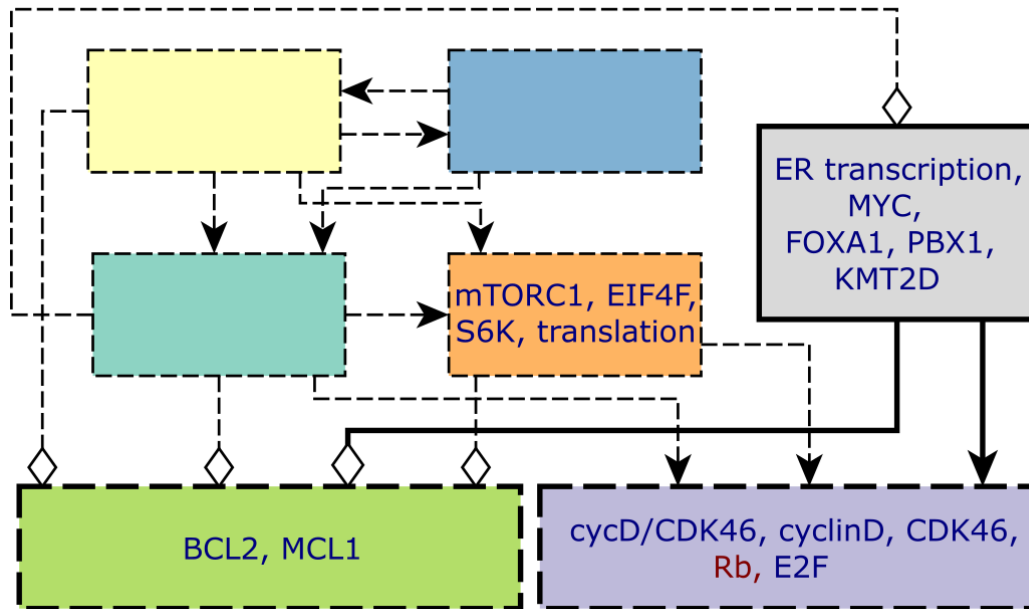 ER transcription,
MYC,
FOXA1, PBX1,
KMT2D
mTORC1, EIF4F,
S6K, translation
BCL2, MCL1
cycD/CDK46, cyclinD, CDK46,
Rb, E2F